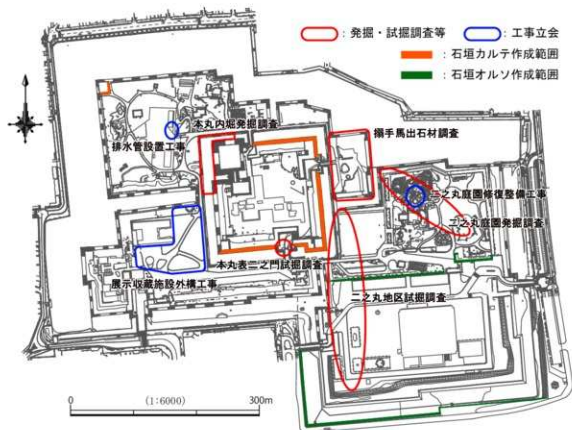 ：発掘・試掘調査等
：工事立会
：石垣カルテ作成範囲
：石垣オルソ作成範囲
本丸内堀発掘調査
排水管設置工事
搦手馬出石材調査
二之丸庭園修復整備工事
二之丸庭園発掘調査
本丸表二之門試掘調査
展示収蔵施設外構工事
二之丸地区試掘調査
0 (1:6000) 300m